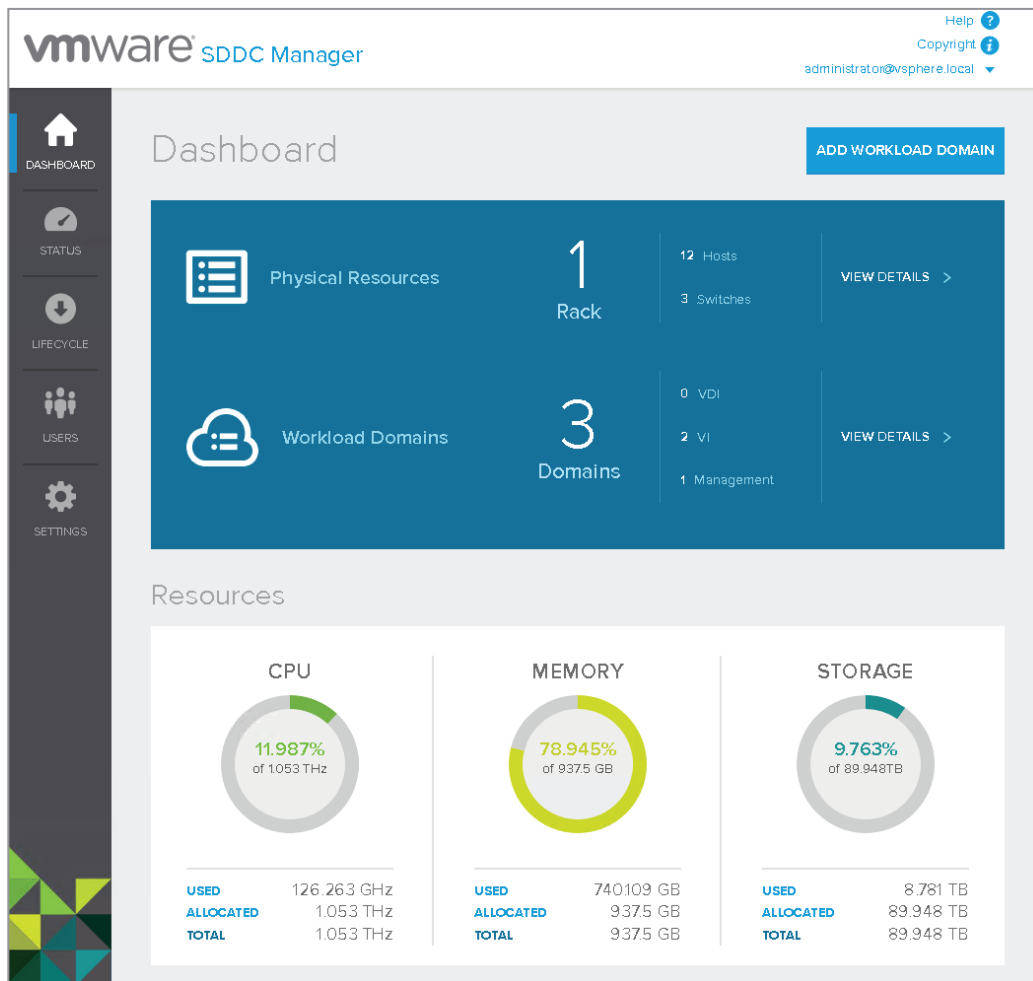 Help ?
Copyright i
administrator@vsphere.local
vmware SDDC Manager
DASHBOARD
STATUS
LIFECYCLE
USERS
SETTINGS
Dashboard
ADD WORKLOAD DOMAIN
Physical Resources
1
Rack
12 Hosts
3 Switches
VIEW DETAILS >
Workload Domains
3
Domains
0 VDI
2 VI
1 Management
VIEW DETAILS >
Resources
CPU
11.987%
of 1.053 THz
USED 126.263 GHz
ALLOCATED 1.053 THz
TOTAL 1.053 THz
MEMORY
78.945%
of 937.5 GB
USED 740.109 GB
ALLOCATED 937.5 GB
TOTAL 937.5 GB
STORAGE
9.763%
of 89.948TB
USED 8.781 TB
ALLOCATED 89.948 TB
TOTAL 89.948 TB